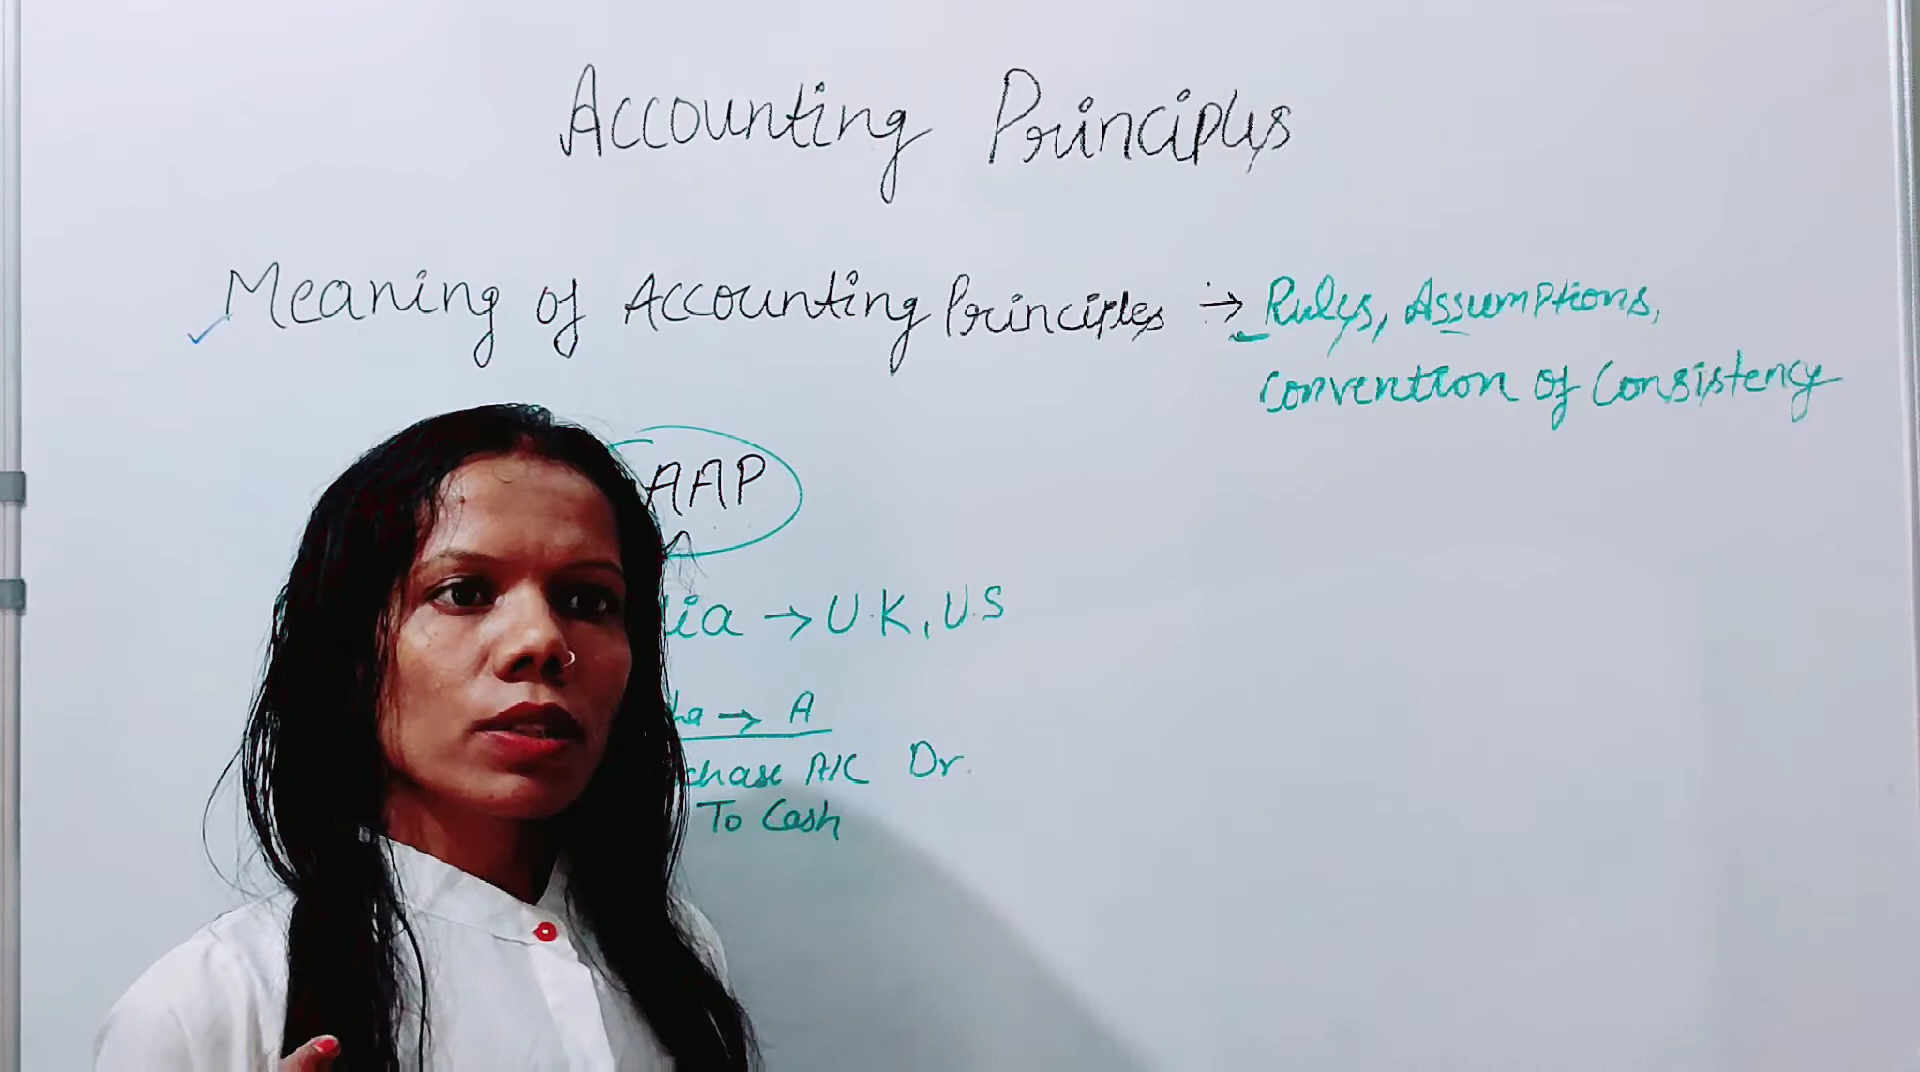 Accounting Principles
Meaning of Accounting Principles → Rules, Assumptions,
Convention of Consistency
AAP
→ U.K, U.S
→ A
A/C Dr.
To Cash